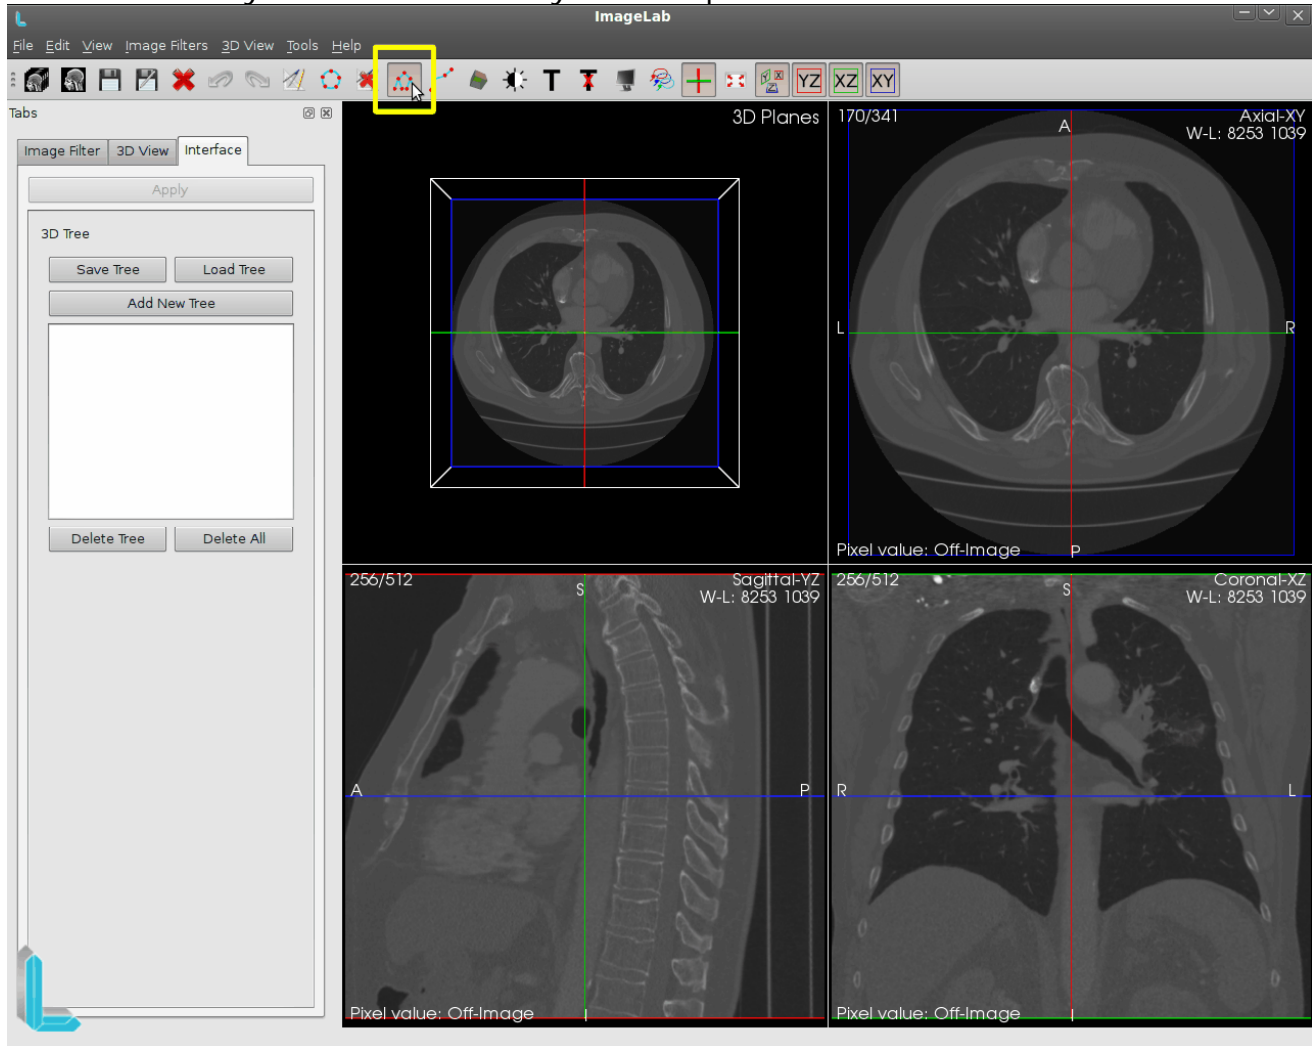 ImageLab
File Edit View Image Filters 3D View Tools Help
T T YZ XZ XY
Tabs
Image Filter 3D View Interface
Apply
3D Tree
Save Tree Load Tree
Add New Tree
Delete Tree Delete All
3D Planes
170/341 A Axial-XY
W-L: 8253 1039
L R
Pixel value: Off-Image P
256/512 S Sagittal-YZ
W-L: 8253 1039
A P
Pixel value: Off-Image I
256/512 S Coronal-XZ
W-L: 8253 1039
R L
Pixel value: Off-Image I